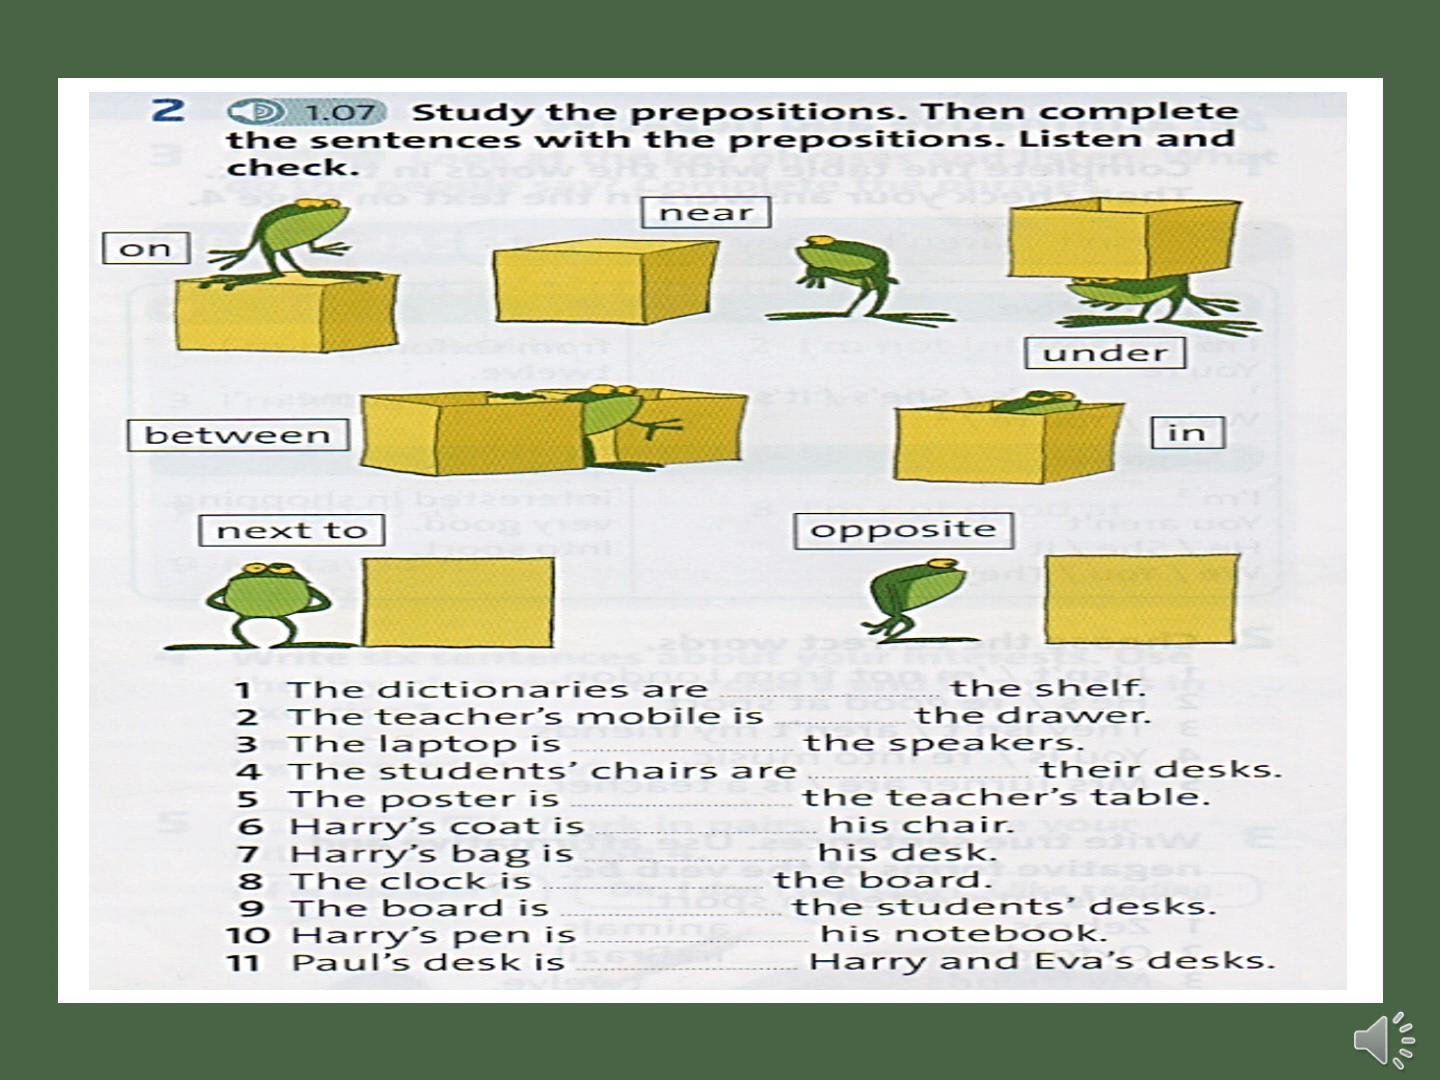 2 1.07 Study the prepositions. Then complete
the sentences with the prepositions. Listen and
check.
on
near
under
between
in
next to
opposite
1 The dictionaries are ........................ the shelf.
2 The teacher's mobile is .............. the drawer.
3 The laptop is ........................ the speakers.
4 The students' chairs are ........................ their desks.
5 The poster is ........................ the teacher's table.
6 Harry's coat is ........................ his chair.
7 Harry's bag is ........................ his desk.
8 The clock is ........................ the board.
9 The board is ........................ the students' desks.
10 Harry's pen is ........................ his notebook.
11 Paul's desk is ........................ Harry and Eva's desks.